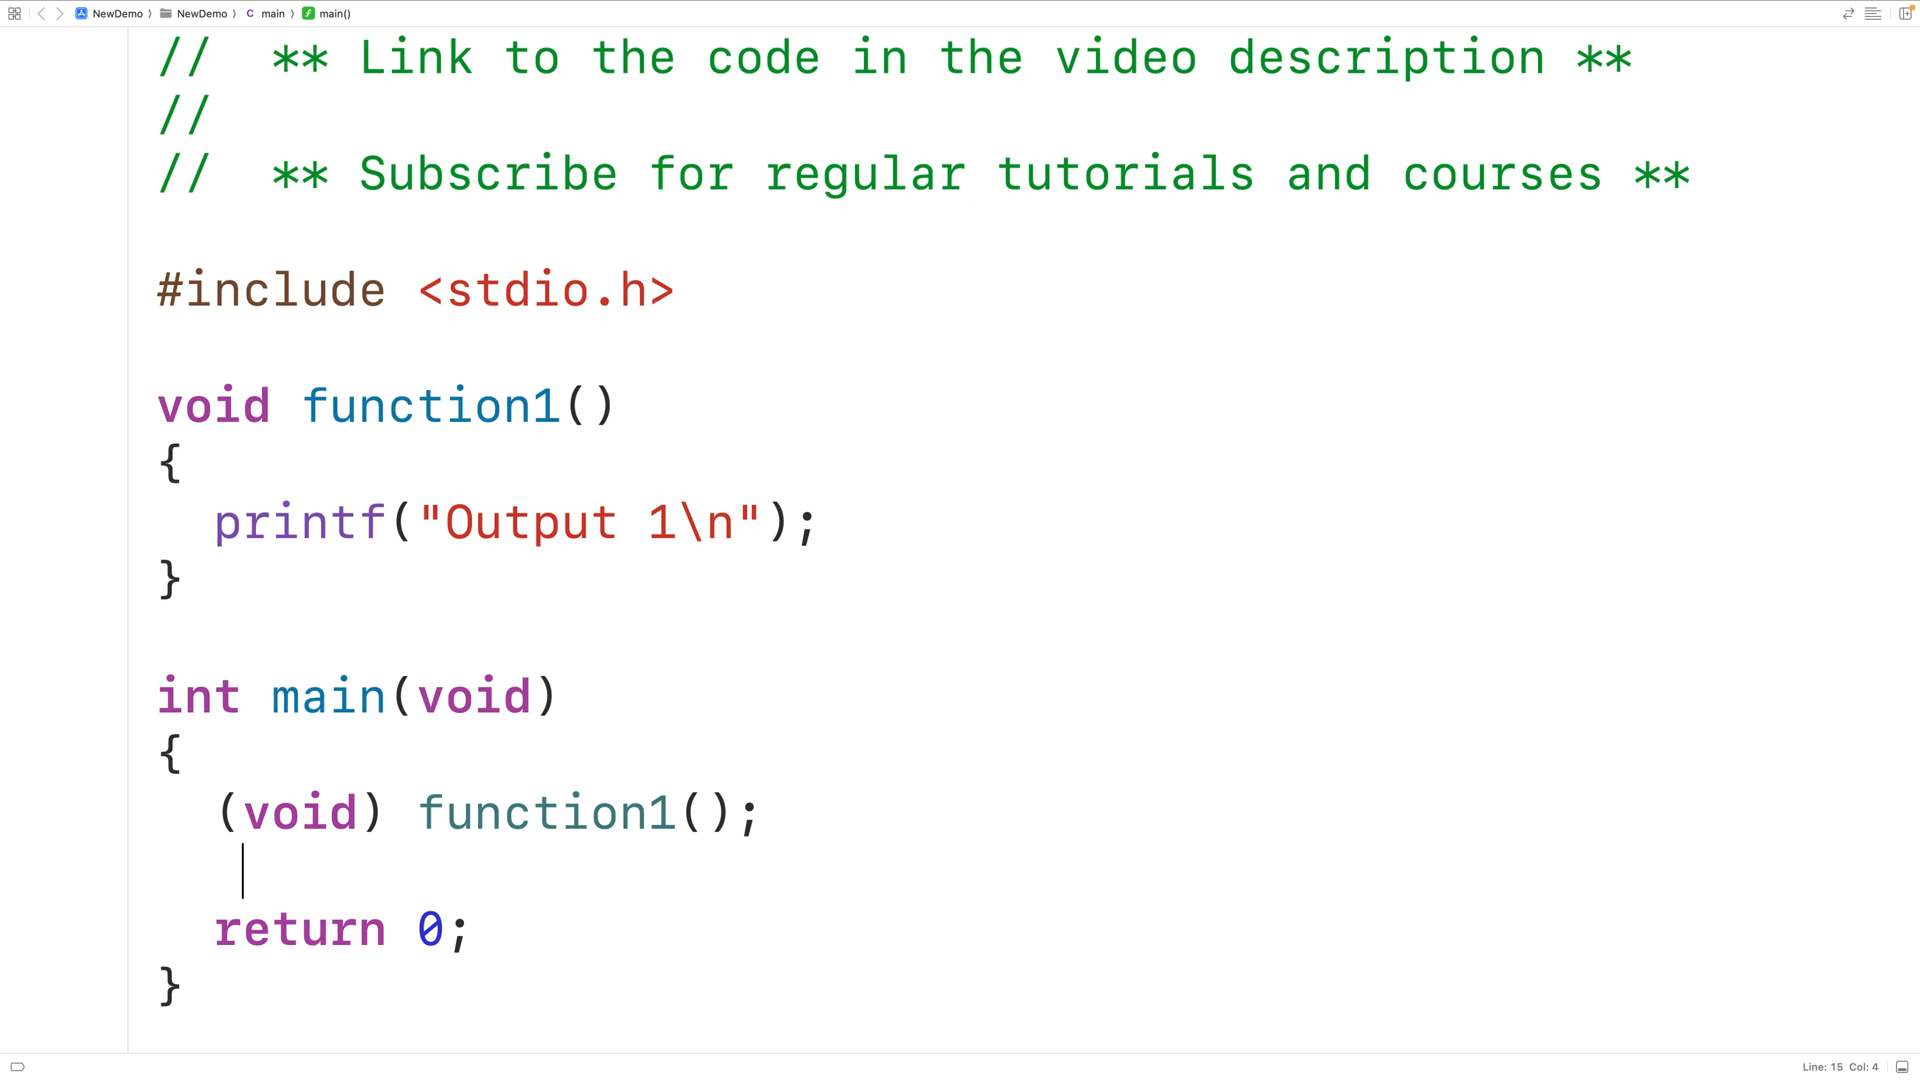 NewDemo 〉 NewDemo 〉 C main 〉 f main()
//  ** Link to the code in the video description **
//
//  ** Subscribe for regular tutorials and courses **
#include <stdio.h>
void function1()
{
  printf("Output 1\n");
}
int main(void)
{
  (void) function1();
  return 0;
}
Line: 15 Col: 4